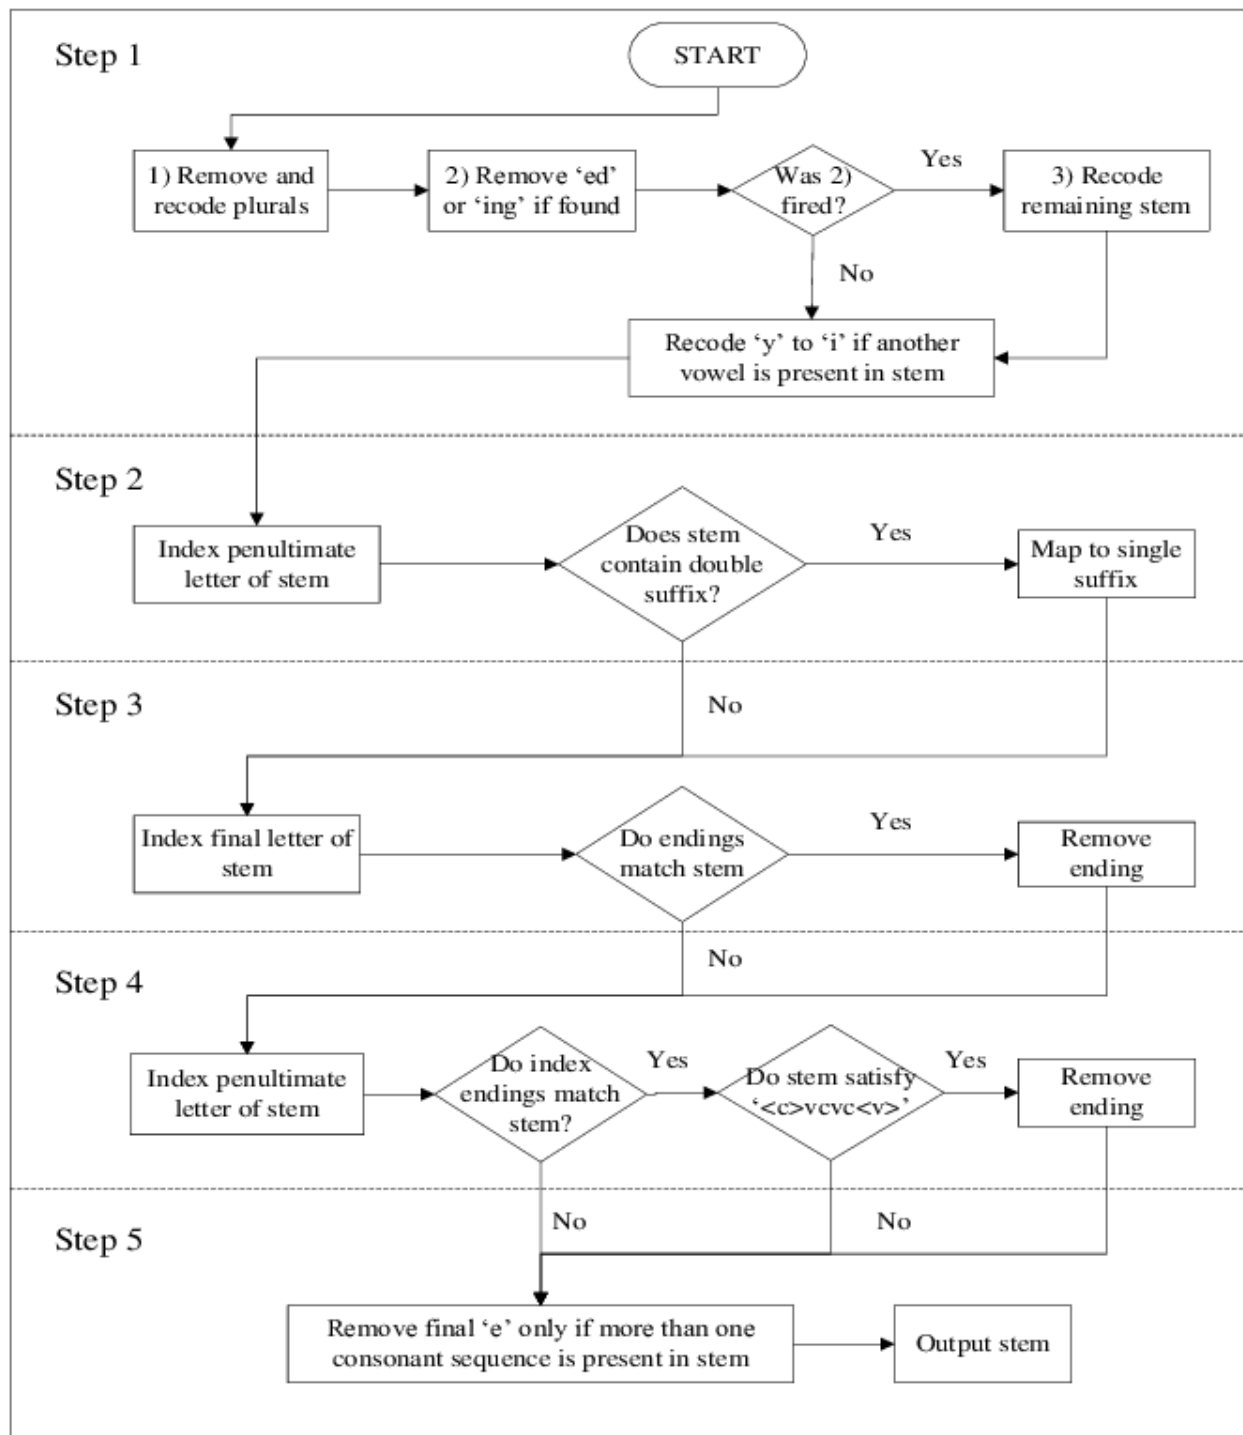 Step 1
START
1) Remove and
recode plurals
2) Remove ‘ed’
or ‘ing’ if found
Was 2)
fired?
Yes
3) Recode
remaining stem
No
Recode ‘y’ to ‘i’ if another
vowel is present in stem
Step 2
Index penultimate
letter of stem
Does stem
contain double
suffix?
Yes
Map to single
suffix
No
Step 3
Index final letter of
stem
Do endings
match stem
Yes
Remove
ending
No
Step 4
Index penultimate
letter of stem
Do index
endings match
stem?
Yes
Do stem satisfy
‘<c>vcvc<v>’
Yes
Remove
ending
No
No
Step 5
Remove final ‘e’ only if more than one
consonant sequence is present in stem
Output stem